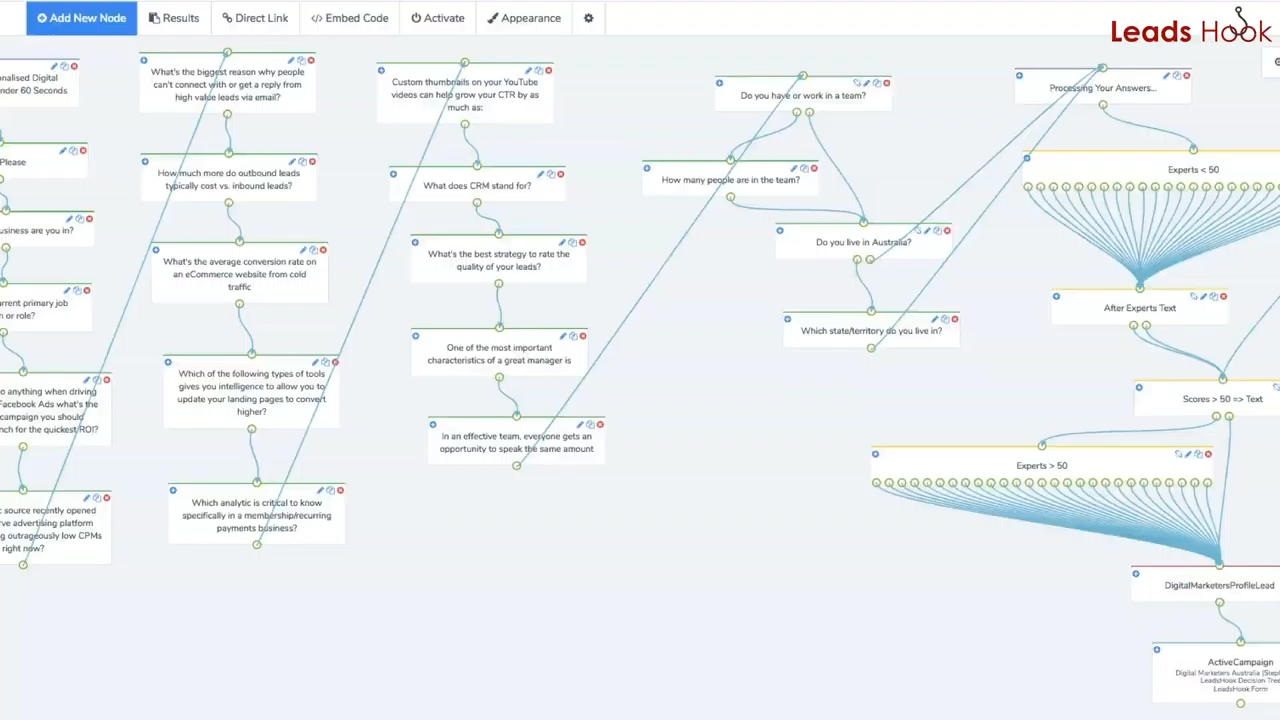 Add New Node
Results
Direct Link
</> Embed Code
Activate
Appearance
Leads Hook
nalised Digital
nder 60 Seconds
Please
usiness are you in?
urrent primary job
n or role?
o anything when driving
Facebook Ads what's the
campaign you should
nch for the quickest ROI?
c source recently opened
rve advertising platform
g outrageously low CPMs
right now?
What's the biggest reason why people
can't connect with or get a reply from
high value leads via email?
How much more do outbound leads
typically cost vs. inbound leads?
What's the average conversion rate on
an eCommerce website from cold
traffic
Which of the following types of tools
gives you intelligence to allow you to
update your landing pages to convert
higher?
Which analytic is critical to know
specifically in a membership/recurring
payments business?
Custom thumbnails on your YouTube
videos can help grow your CTR by as
much as:
What does CRM stand for?
What's the best strategy to rate the
quality of your leads?
One of the most important
characteristics of a great manager is
In an effective team, everyone gets an
opportunity to speak the same amount
Do you have or work in a team?
How many people are in the team?
Do you live in Australia?
Which state/territory do you live in?
Processing Your Answers...
Experts < 50
After Experts Text
Scores > 50 => Text
Experts > 50
DigitalMarketersProfileLead
ActiveCampaign
Digital Marketers Australia (Steph
LeadsHook Decision Tree
LeadsHook Form